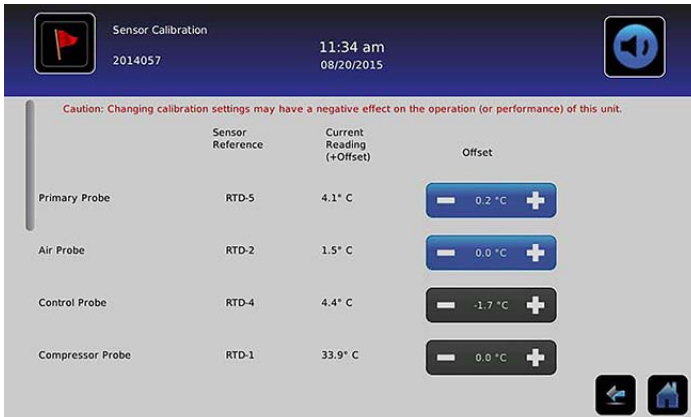 Sensor Calibration
2014057
11:34 am
08/20/2015
Caution: Changing calibration settings may have a negative effect on the operation (or performance) of this unit.
Sensor
Reference
Current
Reading
(+Offset)
Offset
Primary Probe RTD-5 4.1° C 0.2 °C
Air Probe RTD-2 1.5° C 0.0 °C
Control Probe RTD-4 4.4° C -1.7 °C
Compressor Probe RTD-1 33.9° C 0.0 °C